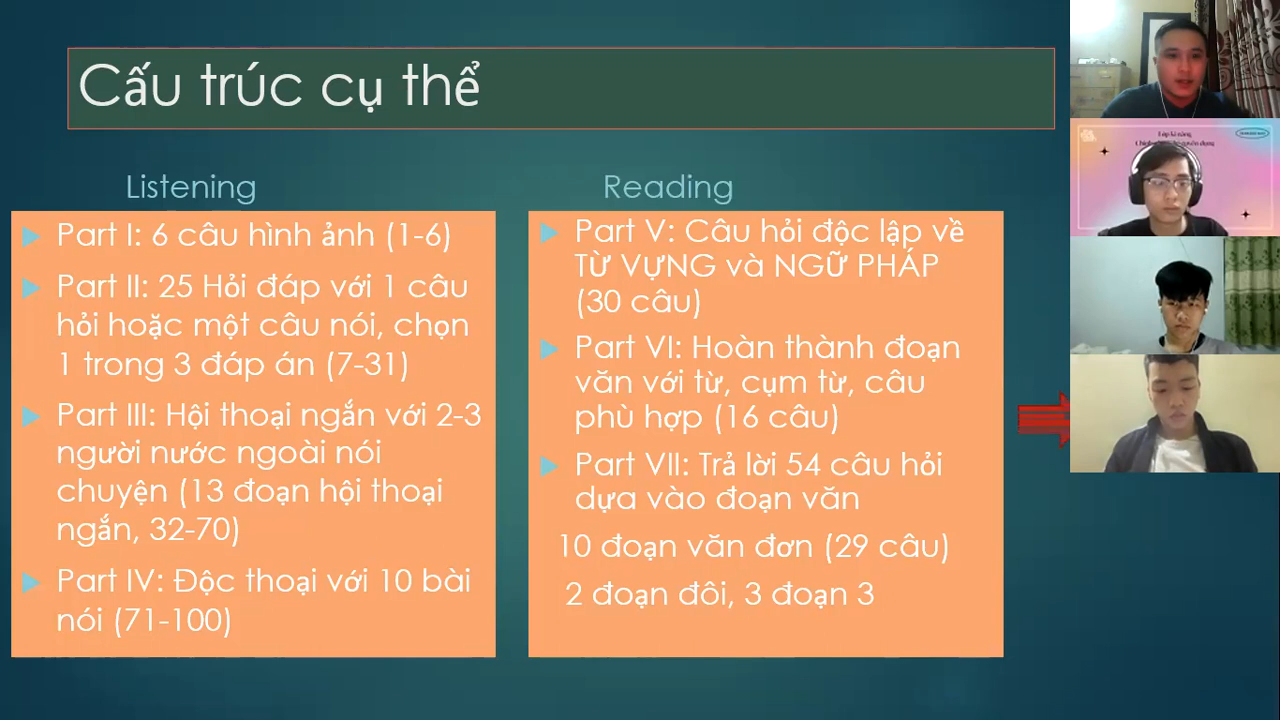 Cấu trúc cụ thể
Listening
Part I: 6 câu hình ảnh (1-6)
Part II: 25 Hỏi đáp với 1 câu
hỏi hoặc một câu nói, chọn
1 trong 3 đáp án (7-31)
Part III: Hội thoại ngắn với 2-3
người nước ngoài nói
chuyện (13 đoạn hội thoại
ngắn, 32-70)
Part IV: Độc thoại với 10 bài
nói (71-100)
Reading
Part V: Câu hỏi độc lập về
TỪ VỰNG và NGỮ PHÁP
(30 câu)
Part VI: Hoàn thành đoạn
văn với từ, cụm từ, câu
phù hợp (16 câu)
Part VII: Trả lời 54 câu hỏi
dựa vào đoạn văn
10 đoạn văn đơn (29 câu)
2 đoạn đôi, 3 đoạn 3